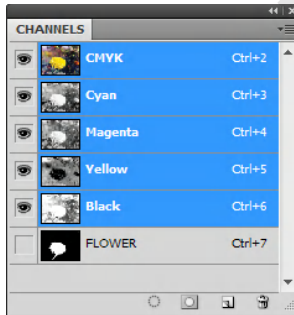 CHANNELS
CMYK Ctrl+2
Cyan Ctrl+3
Magenta Ctrl+4
Yellow Ctrl+5
Black Ctrl+6
FLOWER Ctrl+7